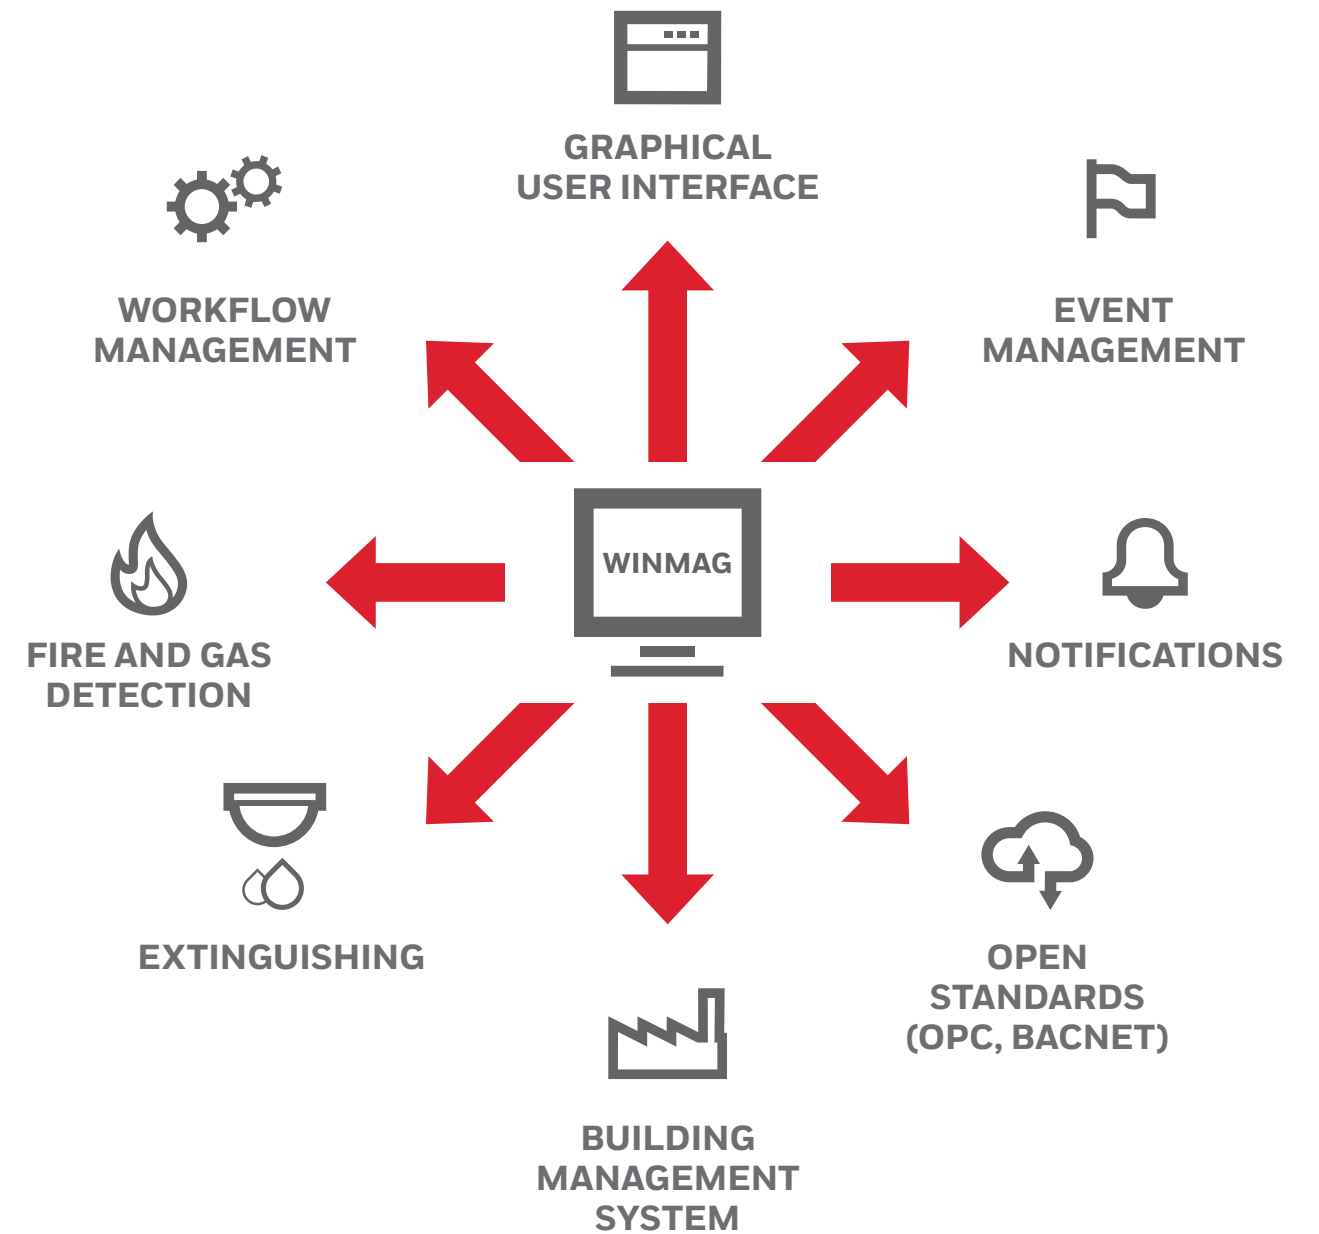 GRAPHICAL
USER INTERFACE
WORKFLOW
MANAGEMENT
EVENT
MANAGEMENT
WINMAG
FIRE AND GAS
DETECTION
NOTIFICATIONS
EXTINGUISHING
OPEN
STANDARDS
(OPC, BACNET)
BUILDING
MANAGEMENT
SYSTEM